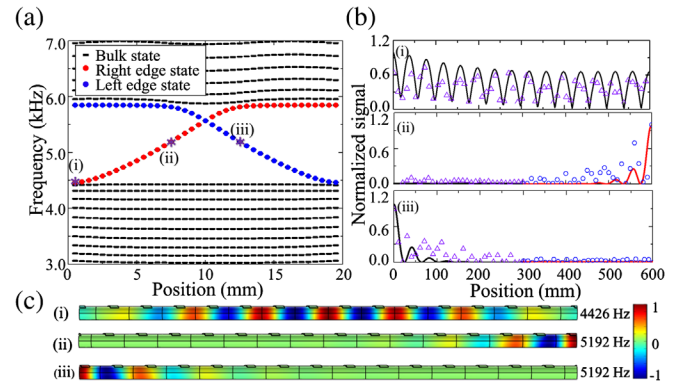 (a)
7.0
6.0
5.0
4.0
3.0
Frequency (kHz)
Bulk state
Right edge state
Left edge state
(i)
(ii)
(iii)
0
5
10
15
20
Position (mm)
(b)
1.2
0.6
0.0
(i)
1.2
0.6
0.0
(ii)
1.2
0.6
0.0
(iii)
Normalized signal
0 100 200 300 400 500 600
Position (mm)
(c)
(i) 4426 Hz
(ii) 5192 Hz
(iii) 5192 Hz
1
0
-1